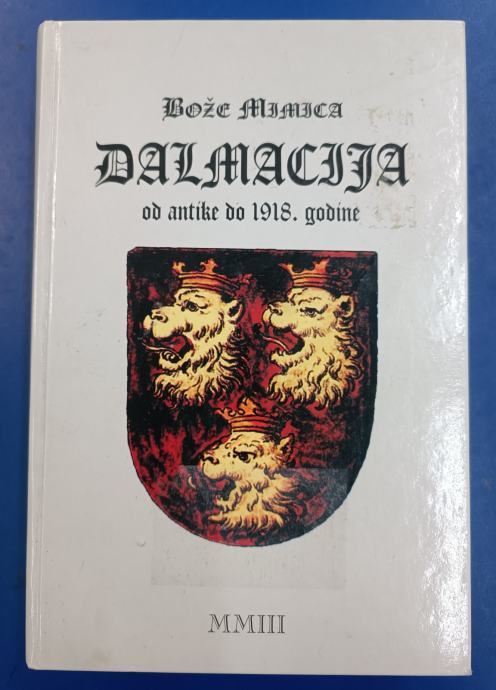 BOŽE MIMICA
DALMACIJA
od antike do 1918. godine
MMIII